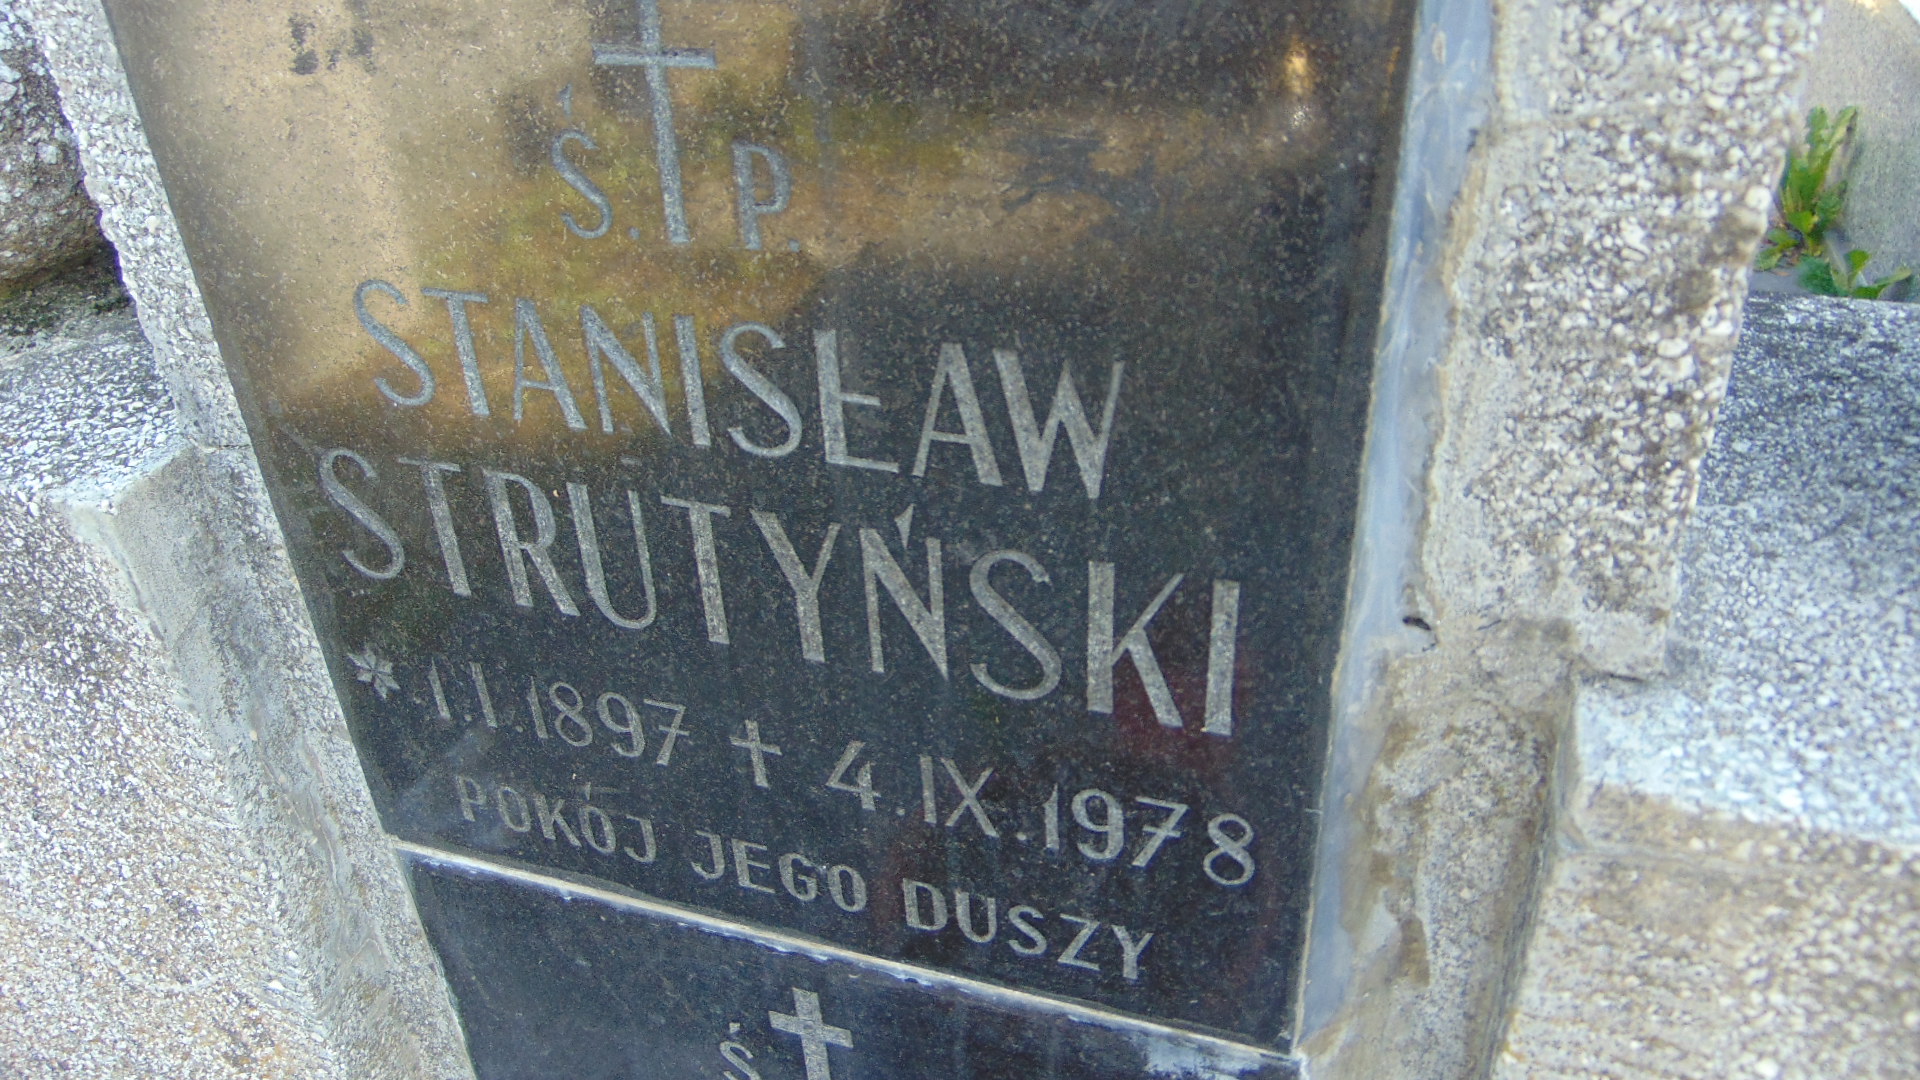 Ś. P.
STANISŁAW
STRUTYŃSKI
* 1.I.1897 + 4.IX.1978
POKÓJ JEGO DUSZY
Ś